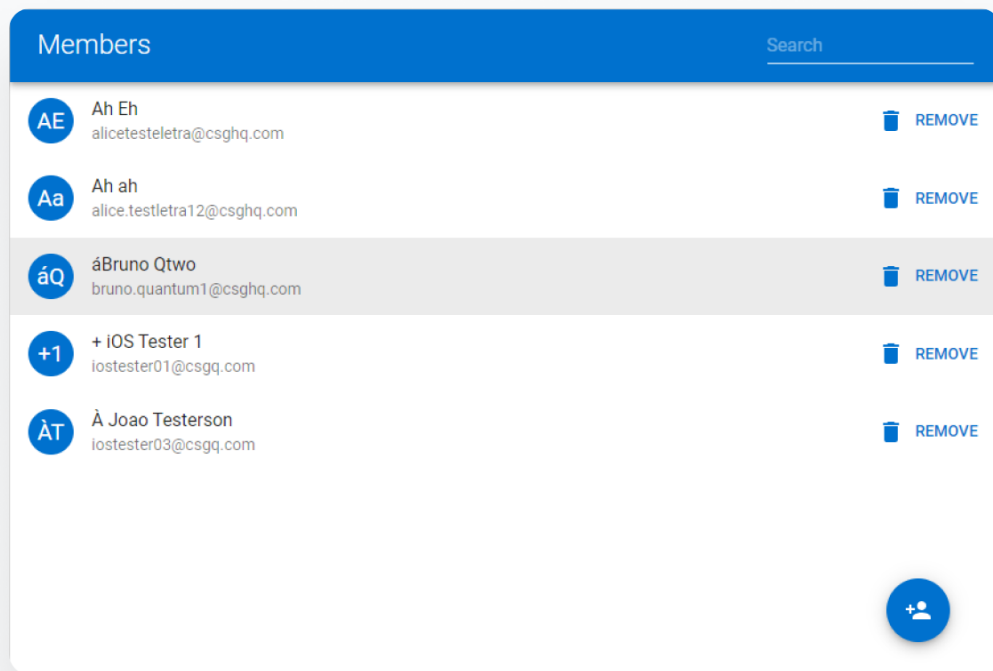 Members
Search
AE
Ah Eh
alicetesteletra@csghq.com
REMOVE
Aa
Ah ah
alice.testletra12@csghq.com
REMOVE
áQ
áBruno Qtwo
bruno.quantum1@csghq.com
REMOVE
+1
+ iOS Tester 1
iostester01@csgq.com
REMOVE
ÀT
À Joao Testerson
iostester03@csgq.com
REMOVE